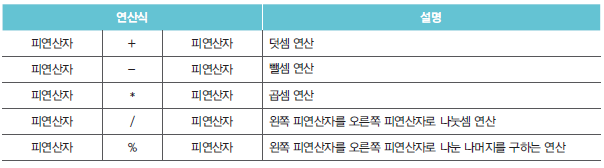 연산식 설명
피연산자 + 피연산자 덧셈 연산
피연산자 - 피연산자 뺄셈 연산
피연산자 * 피연산자 곱셈 연산
피연산자 / 피연산자 왼쪽 피연산자를 오른쪽 피연산자로 나눗셈 연산
피연산자 % 피연산자 왼쪽 피연산자를 오른쪽 피연산자로 나눈 나머지를 구하는 연산